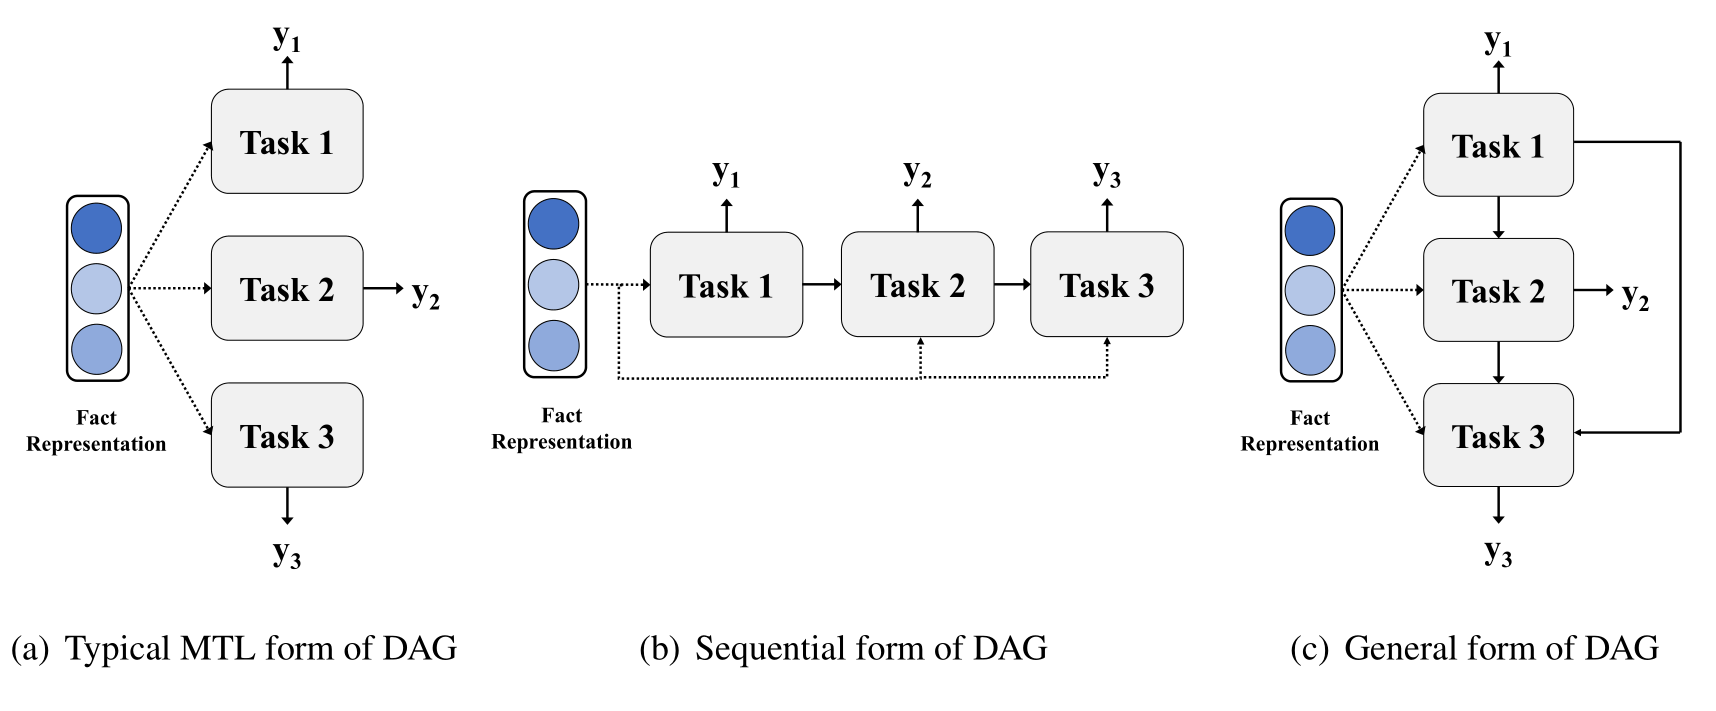 y1
Task 1
Task 2
y2
Task 3
y3
Fact
Representation
(a) Typical MTL form of DAG
y1
y2
y3
Task 1
Task 2
Task 3
Fact
Representation
(b) Sequential form of DAG
y1
Task 1
Task 2
y2
Task 3
y3
Fact
Representation
(c) General form of DAG